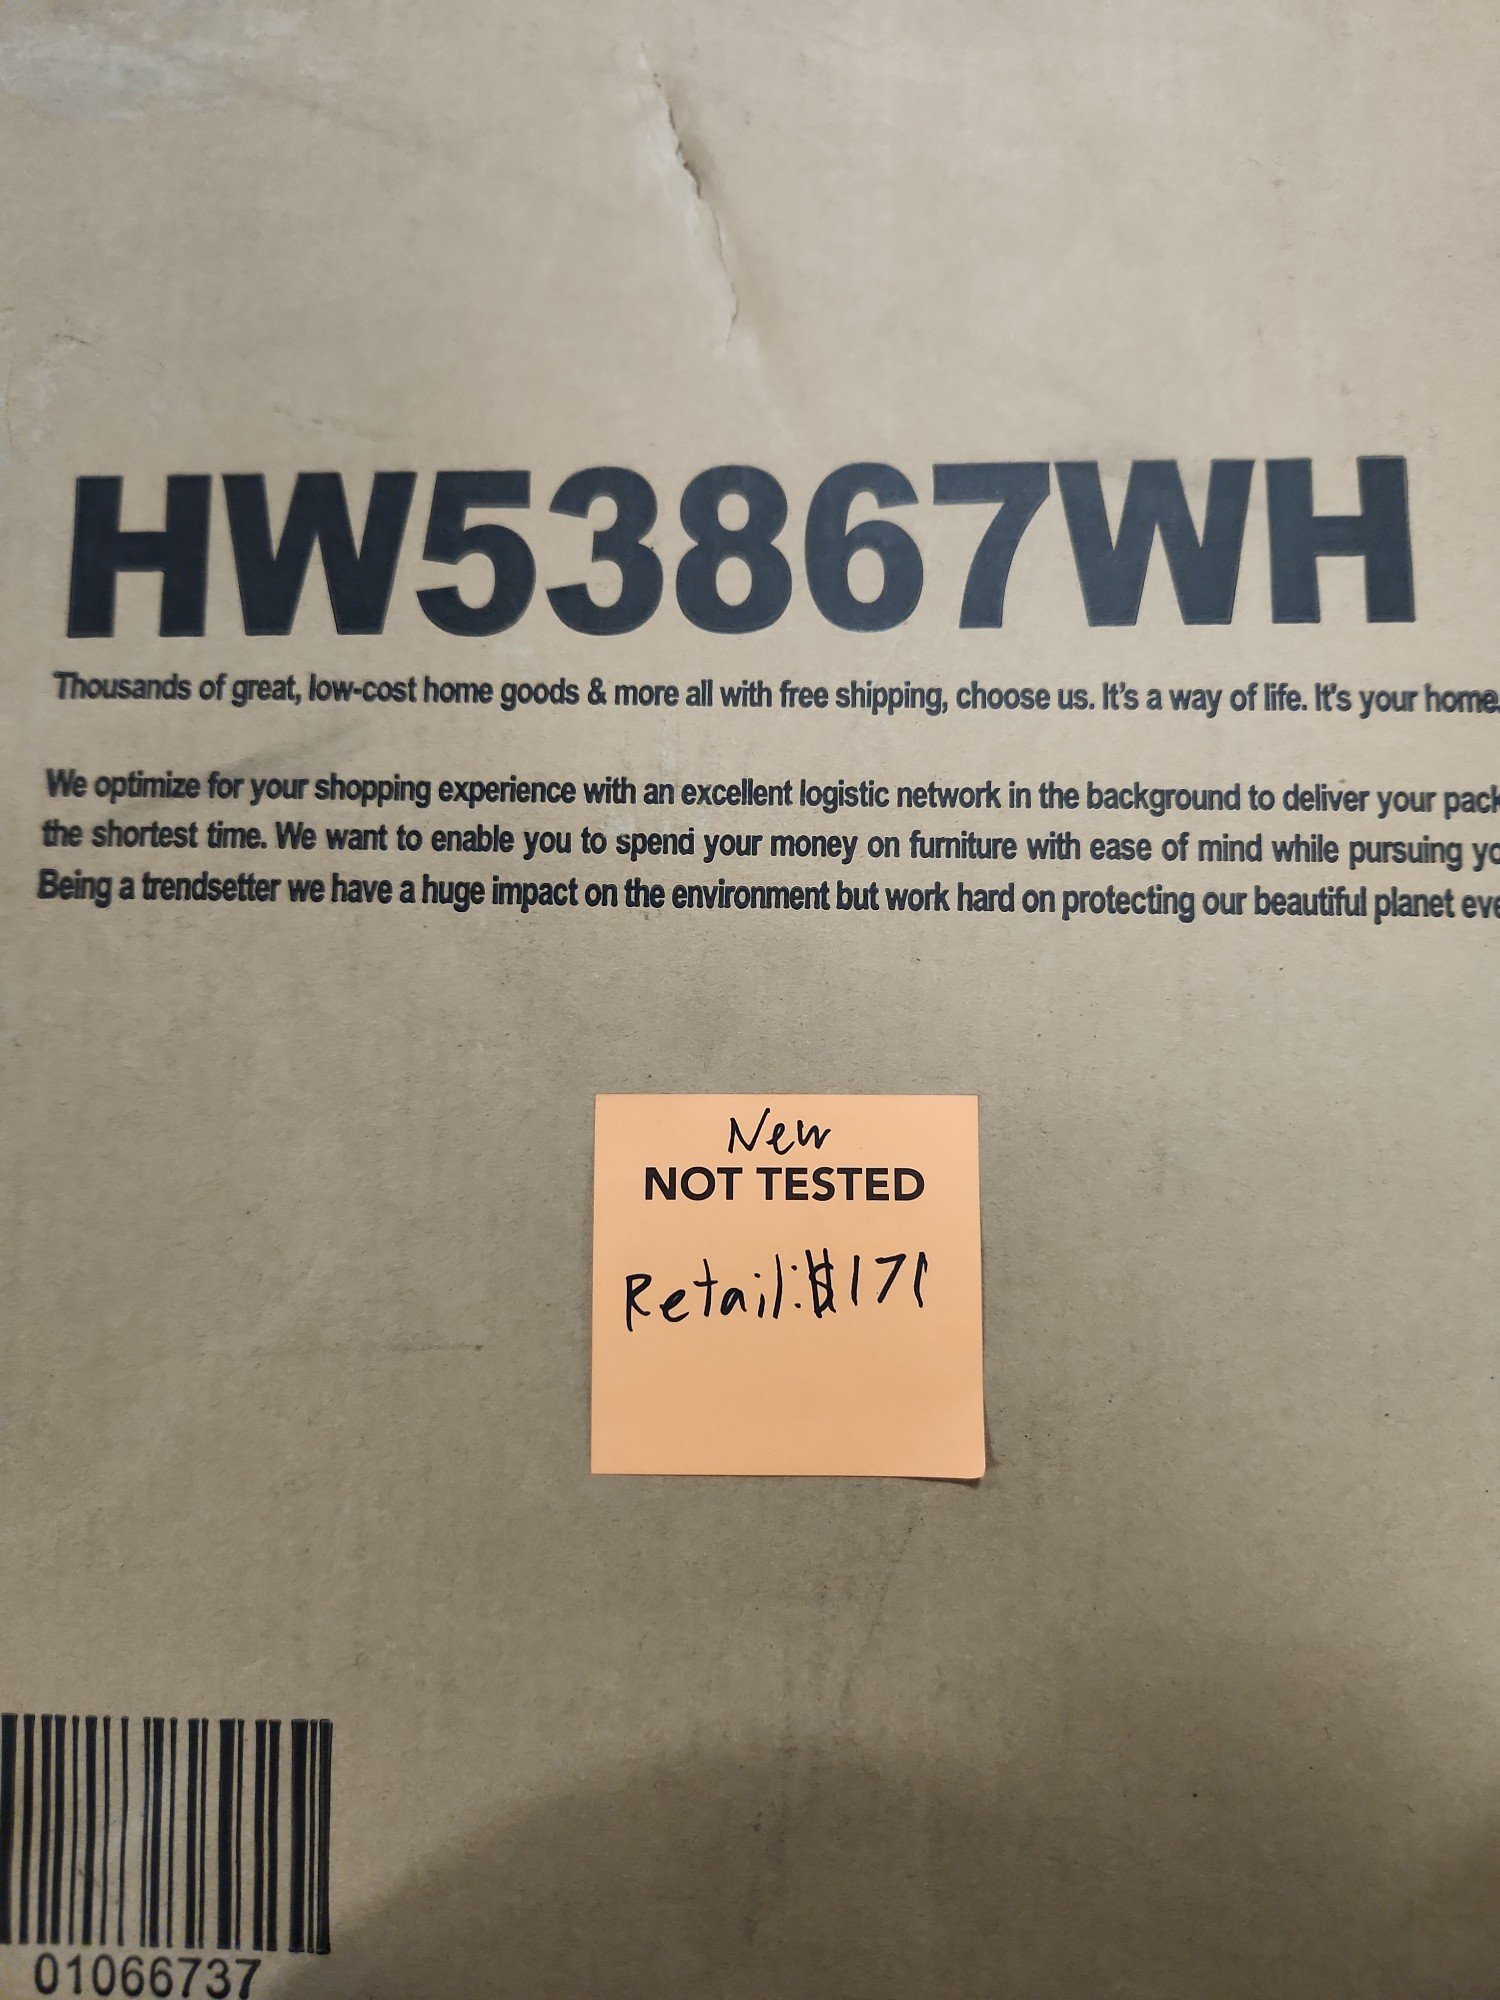 HW53867WH
Thousands of great, low-cost home goods & more all with free shipping, choose us. It's a way of life. It's your home.
We optimize for your shopping experience with an excellent logistic network in the background to deliver your
the shortest time. We want to enable you to spend your money on furniture with ease of mind while pursuing
Being a trendsetter we have a huge impact on the environment but work hard on protecting our beautiful planet
New
NOT TESTED
Retail: $171
01066737